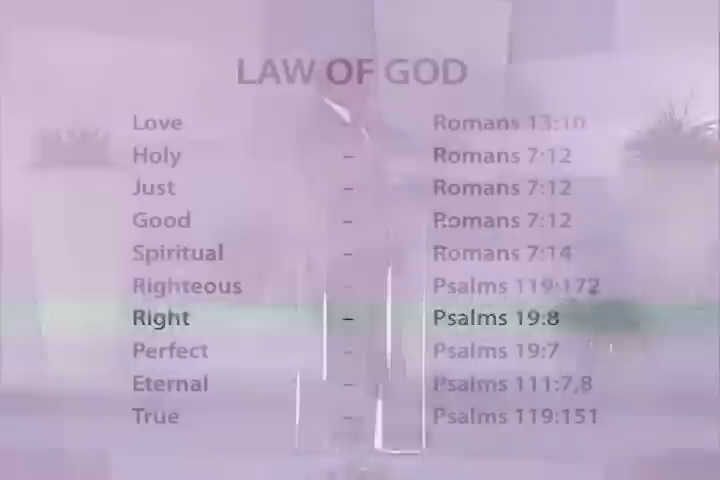 LAW OF GOD
Love - Romans 13:10
Holy - Romans 7:12
Just - Romans 7:12
Good - Romans 7:12
Spiritual - Romans 7:14
Righteous - Psalms 119:172
Right - Psalms 19:8
Perfect - Psalms 19:7
Eternal - Psalms 111:7,8
True - Psalms 119:151